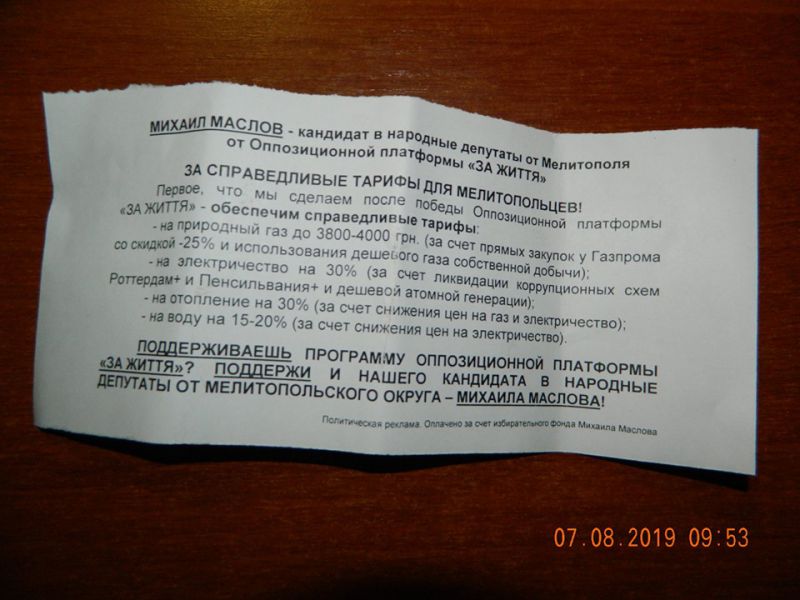 МИХАИЛ МАСЛОВ - кандидат в народные депутаты от Мелитополя
от Оппозиционной платформы «ЗА ЖИТТЯ»
ЗА СПРАВЕДЛИВЫЕ ТАРИФЫ ДЛЯ МЕЛИТОПОЛЬЦЕВ!
Первое, что мы сделаем после победы Оппозиционной платформы
«ЗА ЖИТТЯ» - обеспечим справедливые тарифы:
- на природный газ до 3800-4000 грн. (за счет прямых закупок у Газпрома
со скидкой -25% и использования дешевого газа собственной добычи);
- на электричество на 30% (за счет ликвидации коррупционных схем
Роттердам+ и Пенсильвания+ и дешевой атомной генерации);
- на отопление на 30% (за счет снижения цен на газ и электричество);
- на воду на 15-20% (за счет снижения цен на электричество).
ПОДДЕРЖИВАЕШЬ ПРОГРАММУ ОППОЗИЦИОННОЙ ПЛАТФОРМЫ
«ЗА ЖИТТЯ»? ПОДДЕРЖИ И НАШЕГО КАНДИДАТА В НАРОДНЫЕ
ДЕПУТАТЫ ОТ МЕЛИТОПОЛЬСКОГО ОКРУГА – МИХАИЛА МАСЛОВА!
Политическая реклама. Оплачено за счет избирательного фонда Михаила Маслова
07.08.2019 09:53